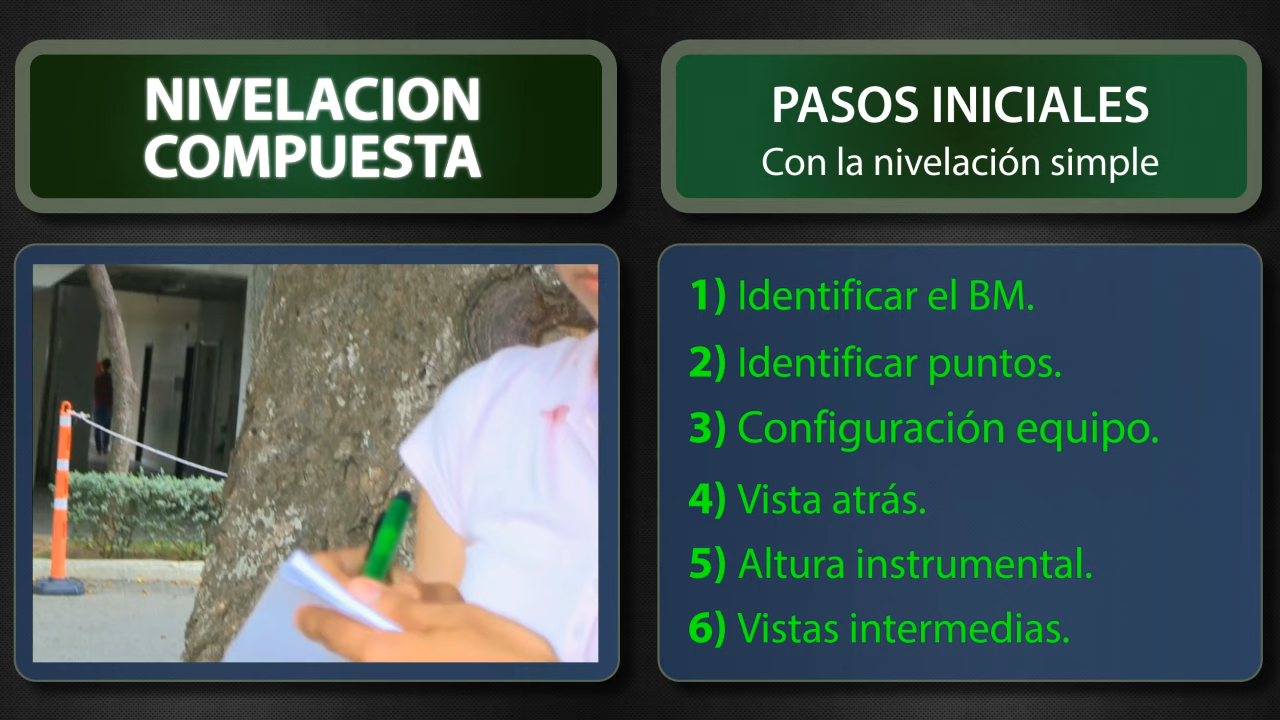 NIVELACION
COMPUESTA
PASOS INICIALES
Con la nivelación simple
1) Identificar el BM.
2) Identificar puntos.
3) Configuración equipo.
4) Vista atrás.
5) Altura instrumental.
6) Vistas intermedias.